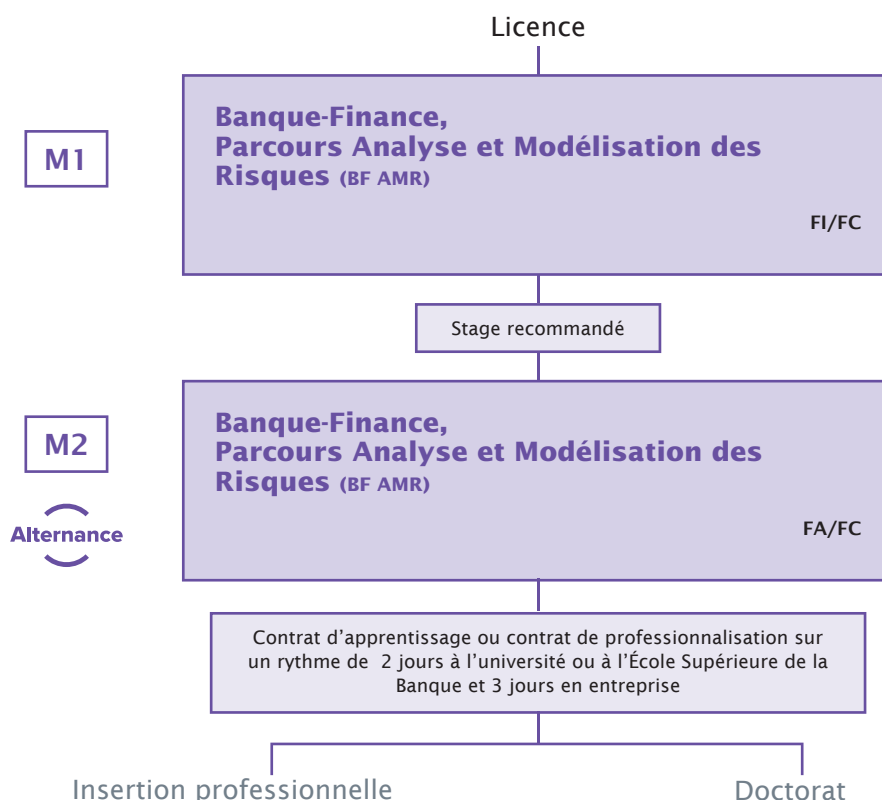 Licence
M1
Banque-Finance,
Parcours Analyse et Modélisation des
Risques (BF AMR)
FI/FC
Stage recommandé
M2
Alternance
Banque-Finance,
Parcours Analyse et Modélisation des
Risques (BF AMR)
FA/FC
Contrat d’apprentissage ou contrat de professionnalisation sur
un rythme de 2 jours à l’université ou à l’École Supérieure de la
Banque et 3 jours en entreprise
Insertion professionnelle
Doctorat